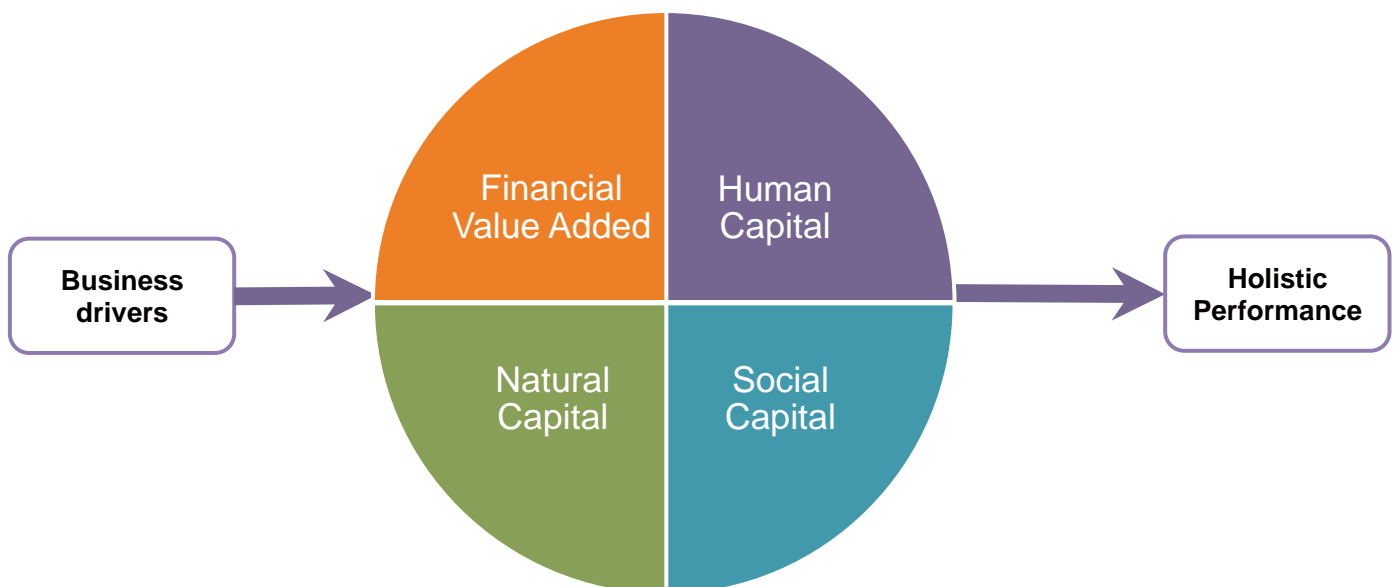 Business
drivers
Financial
Value Added
Human
Capital
Natural
Capital
Social
Capital
Holistic
Performance